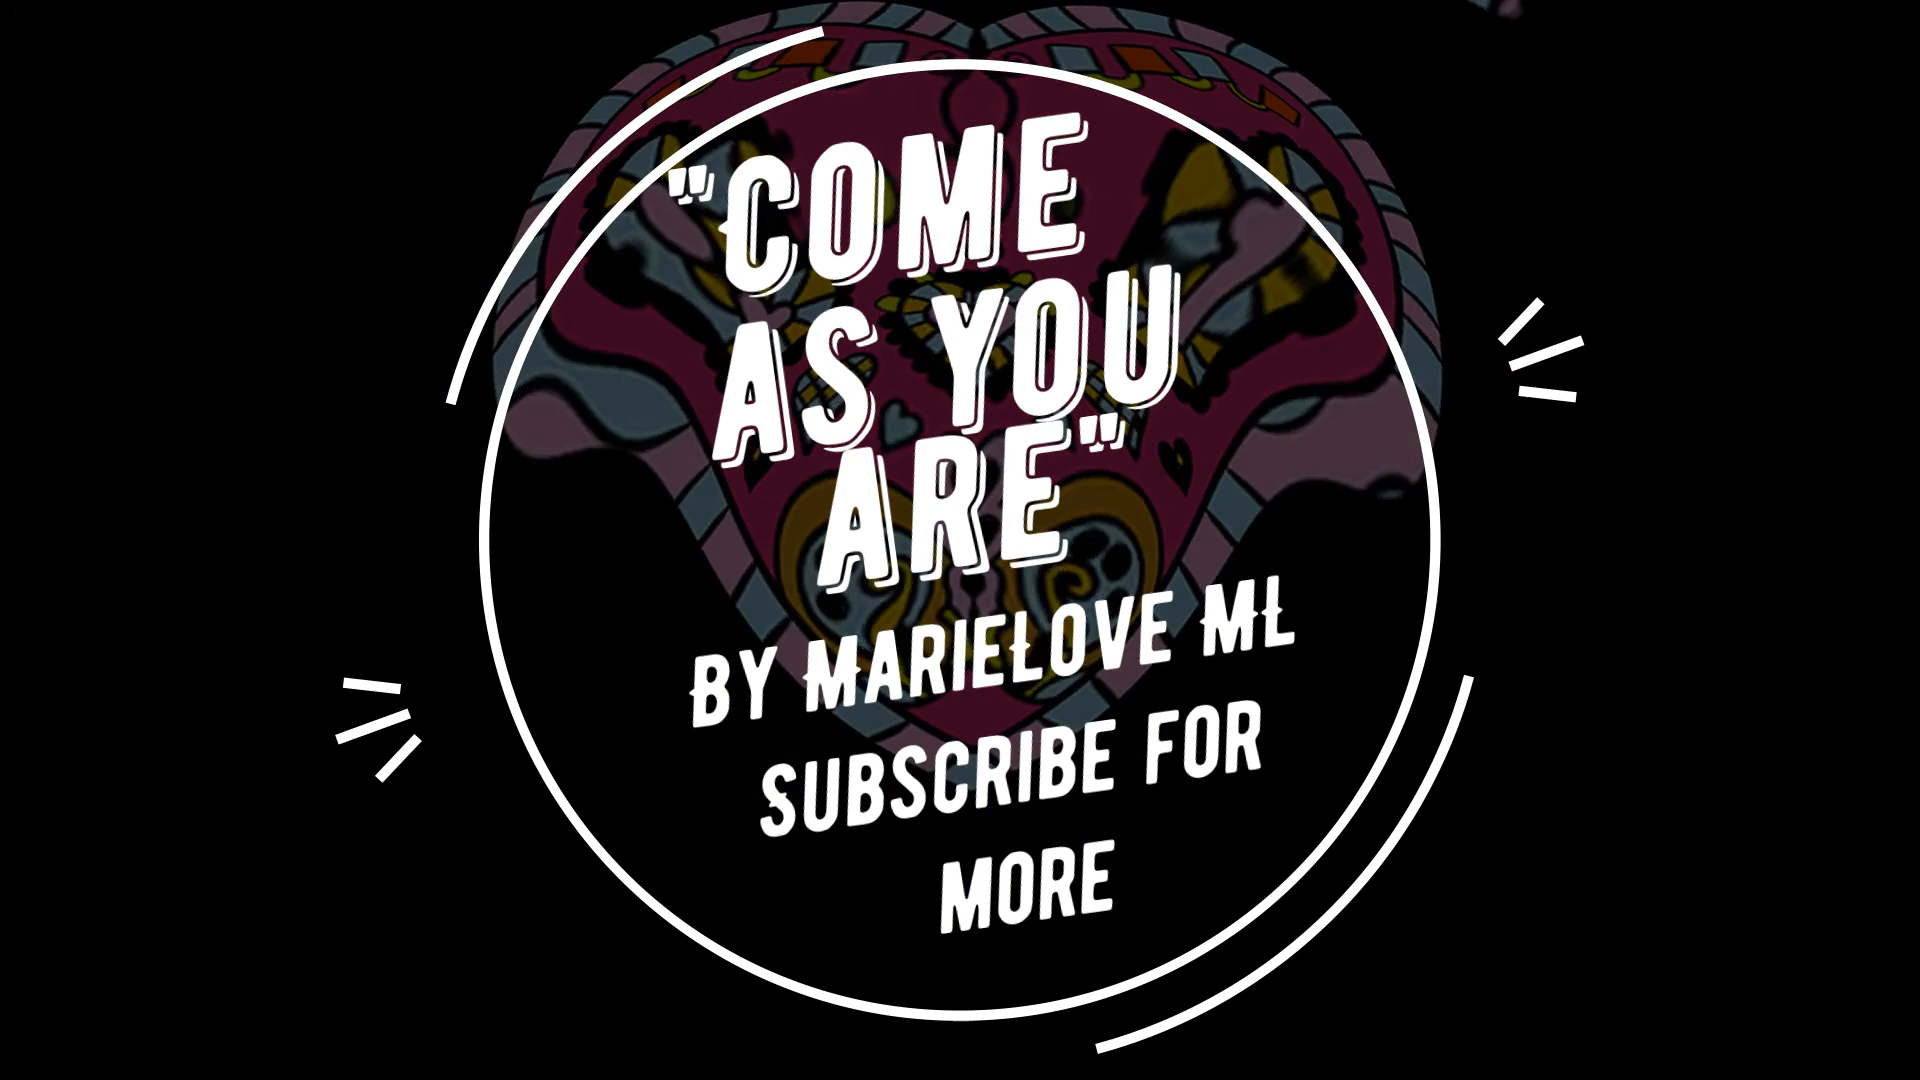 "COME
AS YOU
ARE"
BY MARIELOVE ML
SUBSCRIBE FOR
MORE